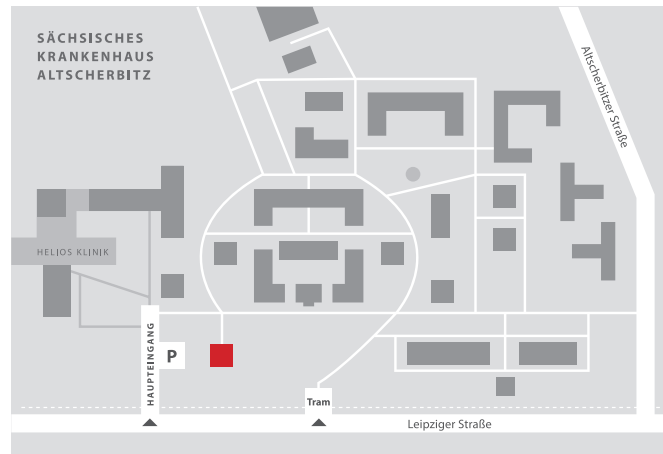 SÄCHSISCHES
KRANKENHAUS
ALTSCHERBITZ
Altscherbitzer Straße
HELIOS KLINIK
HAUPTEINGANG
P
Tram
Leipziger Straße